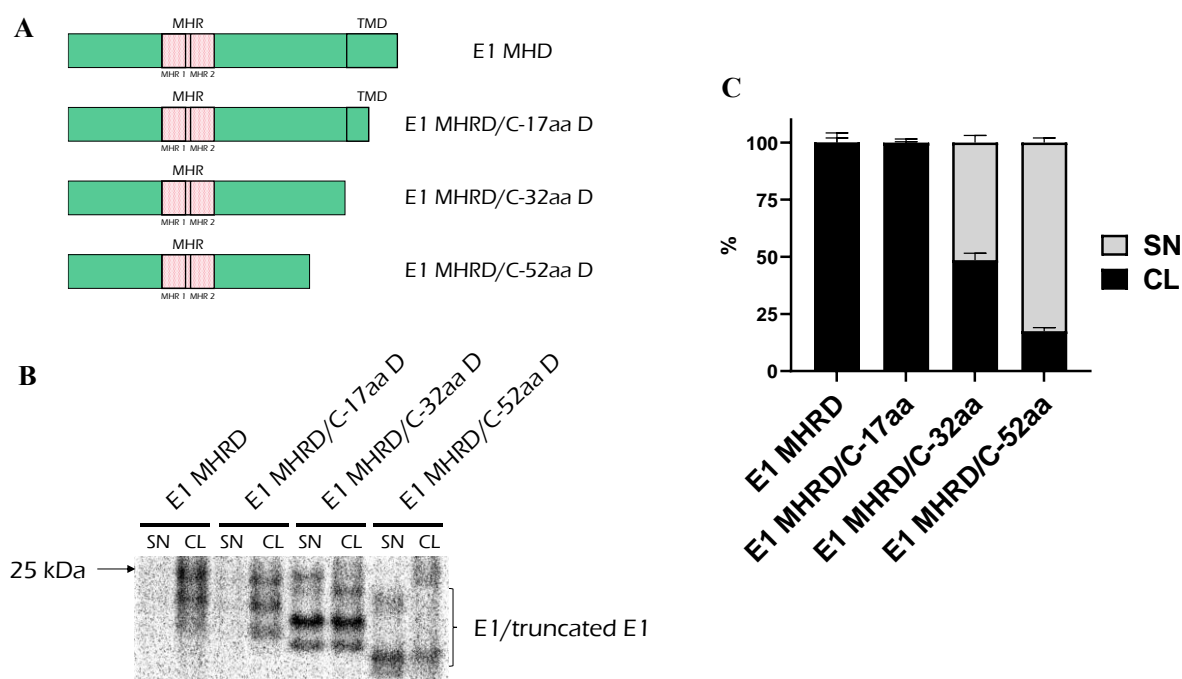 A
MHR
TMD
E1 MHD
MHR 1 MHR 2
MHR
TMD
E1 MHRD/C-17aa D
MHR 1 MHR 2
MHR
E1 MHRD/C-32aa D
MHR 1 MHR 2
MHR
E1 MHRD/C-52aa D
MHR 1 MHR 2
B
E1 MHRD
E1 MHRD/C-17aa D
E1 MHRD/C-32aa D
E1 MHRD/C-52aa D
SN CL SN CL SN CL SN CL
25 kDa
E1/truncated E1
C
100
75
50
25
0
%
SN
CL
E1 MHRD
E1 MHRD/C-17aa
E1 MHRD/C-32aa
E1 MHRD/C-52aa